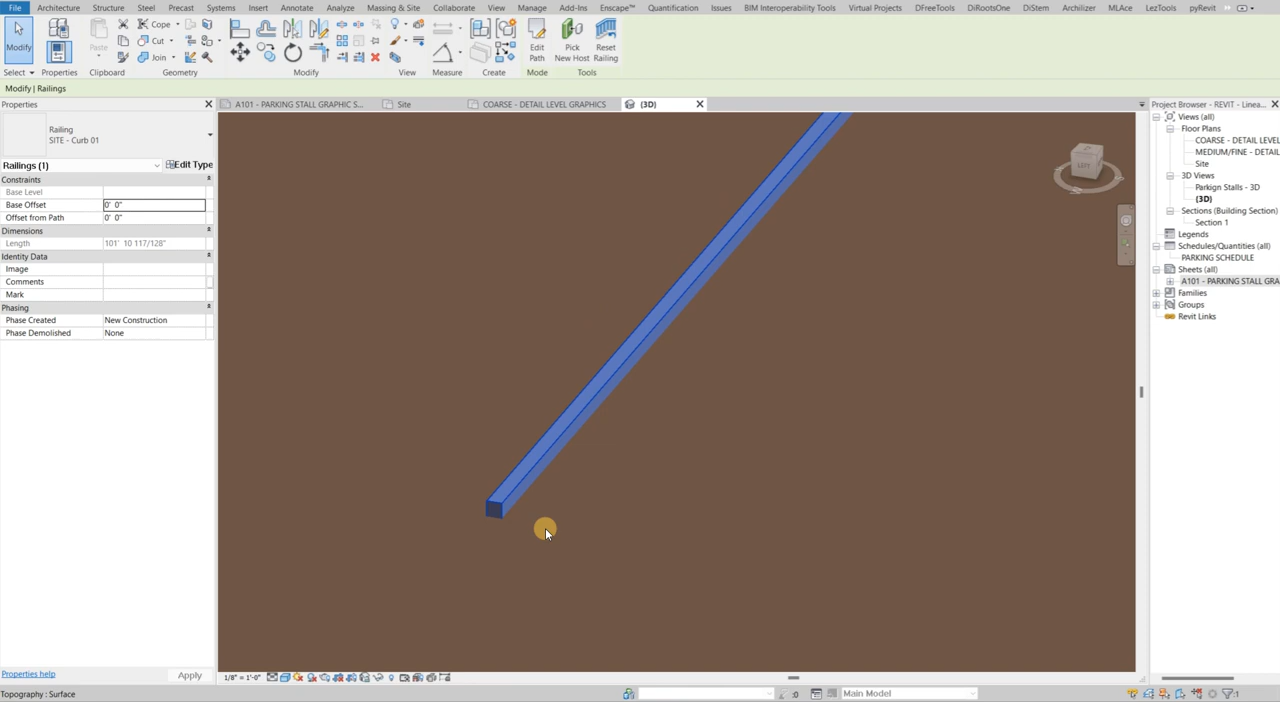 File Architecture Structure Steel Precast Systems Insert Annotate Analyze Massing & Site Collaborate View Manage Add-Ins Enscape™ Quantification Issues BIM Interoperability Tools Virtual Projects DFreeTools DiRootsOne DiStem Archilizer MLAce LezTools pyRevit
Modify
Paste
Cope
Cut
Join
Edit Path
Pick New Host
Reset Railing
Select Properties Clipboard Geometry Modify View Measure Create Mode Tools
Modify | Railings
Properties
A101 - PARKING STALL GRAPHIC S...
Site
COARSE - DETAIL LEVEL GRAPHICS
(3D)
Project Browser - REVIT - Linea...
Railing
SITE - Curb 01
Railings (1)
Edit Type
Constraints
Base Level
Base Offset 0' 0"
Offset from Path 0' 0"
Dimensions
Length 101' 10 117/128"
Identity Data
Image
Comments
Mark
Phasing
Phase Created New Construction
Phase Demolished None
LEFT
Views (all)
Floor Plans
COARSE - DETAIL LEVEL
MEDIUM/FINE - DETAIL
Site
3D Views
Parkign Stalls - 3D
(3D)
Sections (Building Section)
Section 1
Legends
Schedules/Quantities (all)
PARKING SCHEDULE
Sheets (all)
A101 - PARKING STALL GRA
Families
Groups
Revit Links
Properties help
Apply
1/8" = 1'-0"
Topography : Surface
:0
Main Model
:1